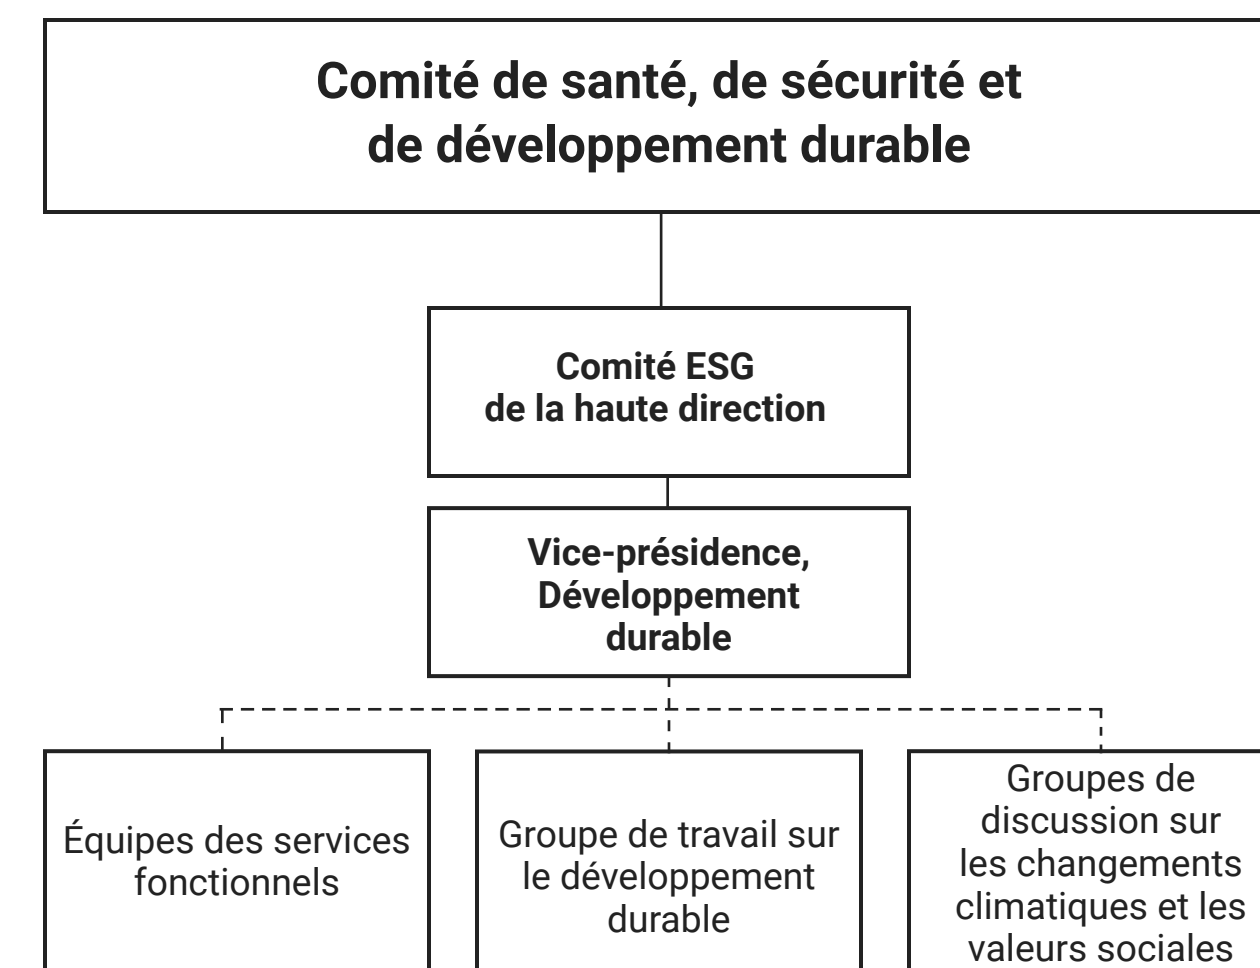 Comité de santé, de sécurité et
de développement durable
Comité ESG
de la haute direction
Vice-présidence,
Développement
durable
Équipes des services
fonctionnels
Groupe de travail sur
le développement
durable
Groupes de
discussion sur
les changements
climatiques et les
valeurs sociales